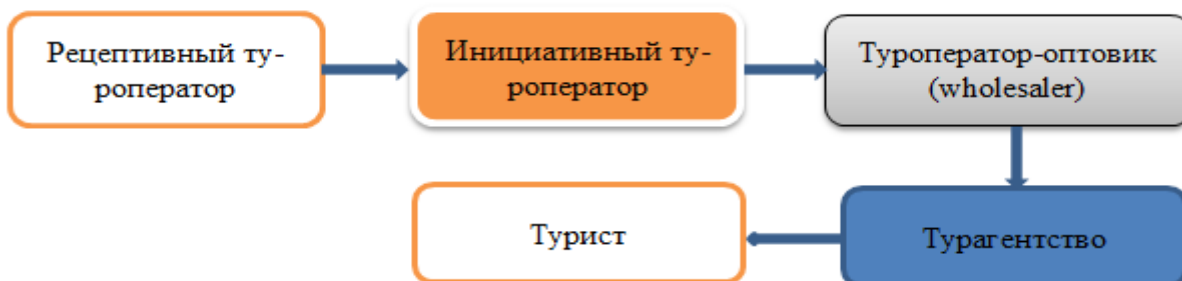 Рецептивный ту-
роператор
Инициативный ту-
роператор
Туроператор-оптовик
(wholesaler)
Турист
Турагентство